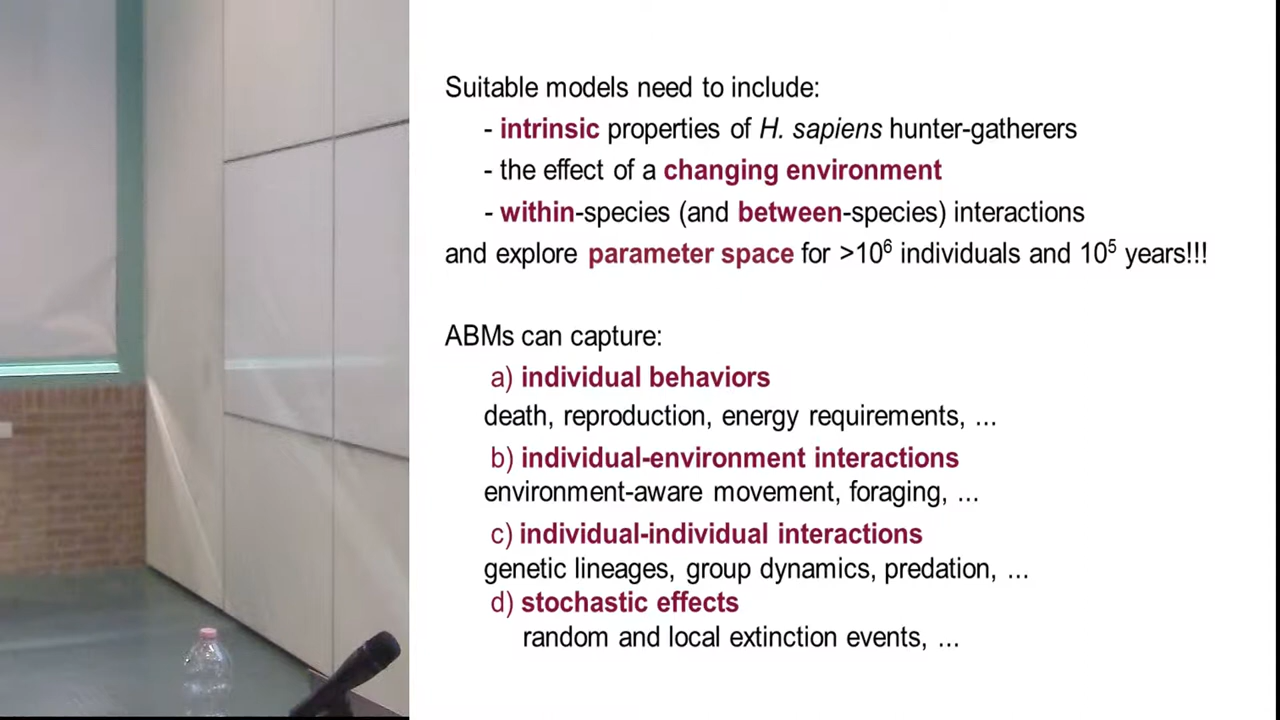 Suitable models need to include:
- intrinsic properties of H. sapiens hunter-gatherers
- the effect of a changing environment
- within-species (and between-species) interactions
and explore parameter space for >10⁶ individuals and 10⁵ years!!!
ABMs can capture:
a) individual behaviors
death, reproduction, energy requirements, ...
b) individual-environment interactions
environment-aware movement, foraging, ...
c) individual-individual interactions
genetic lineages, group dynamics, predation, ...
d) stochastic effects
random and local extinction events, ...